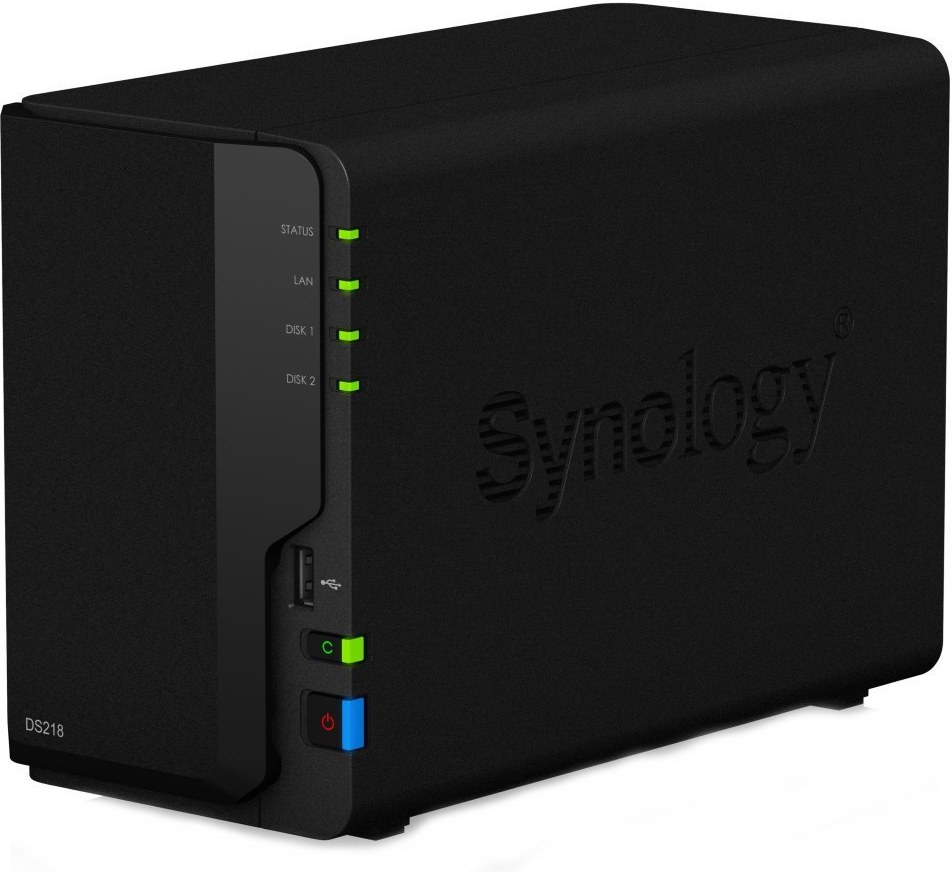 STATUS
LAN
DISK 1
DISK 2
Synology®
C
DS218